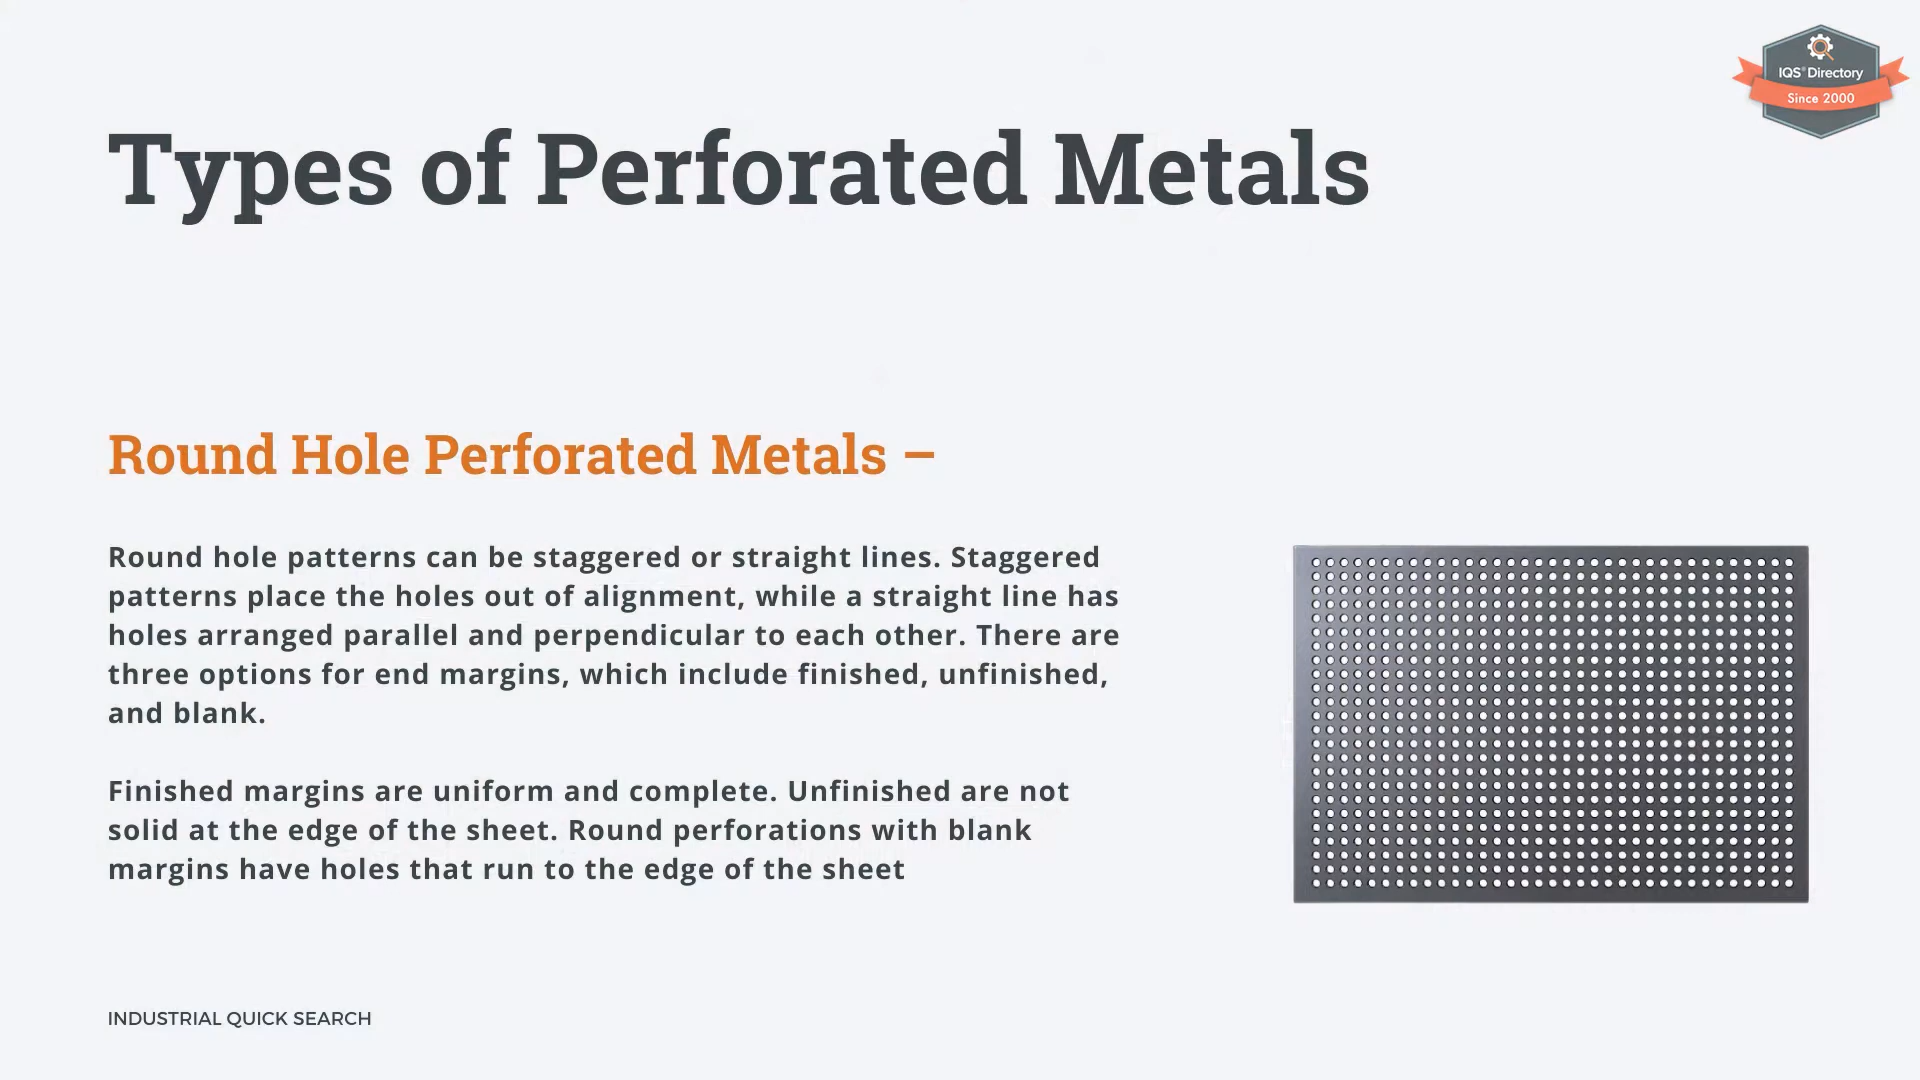 IQS® Directory
Since 2000
Types of Perforated Metals
Round Hole Perforated Metals –
Round hole patterns can be staggered or straight lines. Staggered
patterns place the holes out of alignment, while a straight line has
holes arranged parallel and perpendicular to each other. There are
three options for end margins, which include finished, unfinished,
and blank.
Finished margins are uniform and complete. Unfinished are not
solid at the edge of the sheet. Round perforations with blank
margins have holes that run to the edge of the sheet
INDUSTRIAL QUICK SEARCH